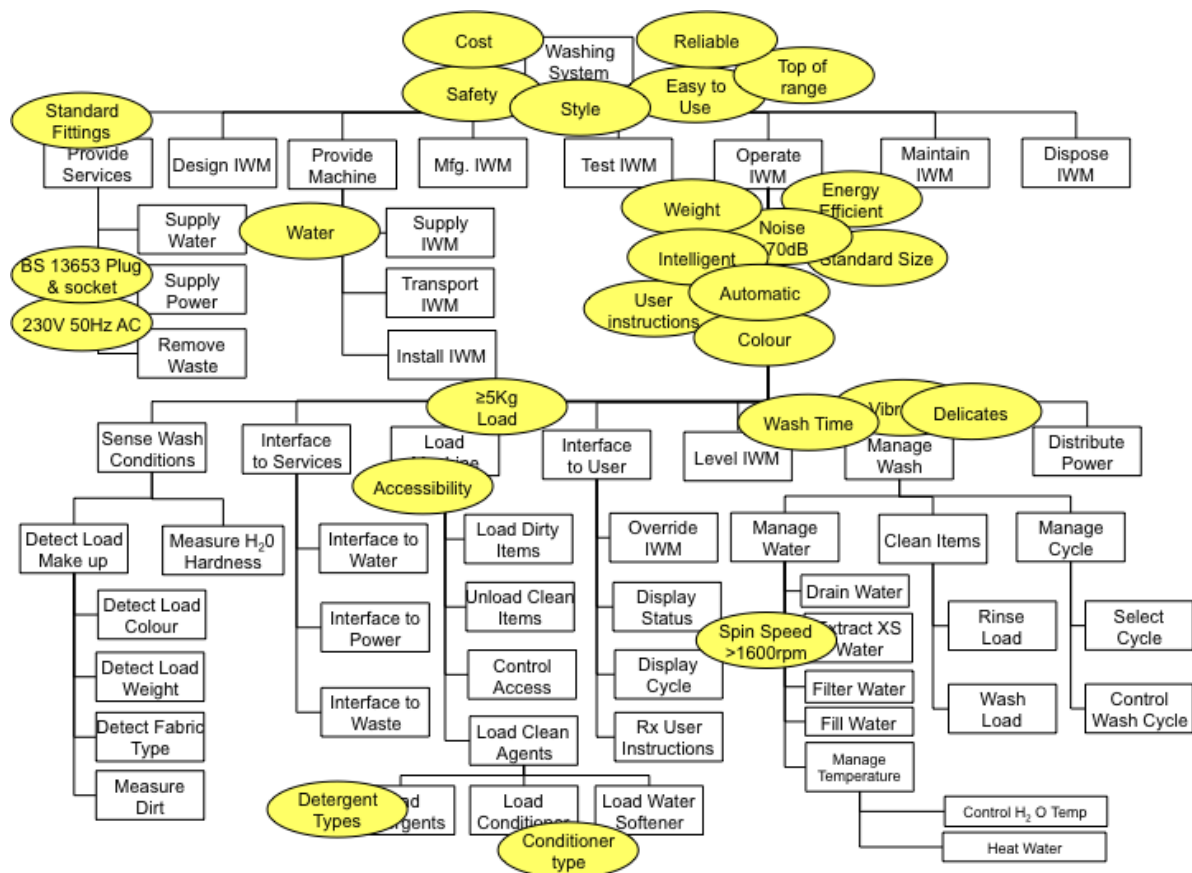 Cost
Reliable
Washing
System
Top of
range
Safety
Style
Easy to
Use
Standard
Fittings
Provide
Services
Design IWM
Provide
Machine
Mfg. IWM
Test IWM
Operate
IWM
Maintain
IWM
Dispose
IWM
Weight
Energy
Efficient
Supply
Water
Water
Supply
IWM
Noise
70dB
Intelligent
Standard Size
BS 13653 Plug
& socket
Supply
Power
Transport
IWM
Automatic
User
instructions
230V 50Hz AC
Remove
Waste
Install IWM
Colour
≥5Kg
Load
Wash Time
Delicates
Sense Wash
Conditions
Interface
to Services
Load
Interface
to User
Level IWM
Manage
Wash
Distribute
Power
Accessibility
Detect Load
Make up
Measure H₂0
Hardness
Interface to
Water
Load Dirty
Items
Override
IWM
Manage
Water
Clean Items
Manage
Cycle
Drain Water
Detect Load
Colour
Interface to
Power
Unload Clean
Items
Display
Status
Spin Speed
>1600rpm
XS
Water
Rinse
Load
Select
Cycle
Detect Load
Weight
Control
Access
Display
Cycle
Filter Water
Interface to
Waste
Wash
Load
Control
Wash Cycle
Fill Water
Detect Fabric
Type
Load Clean
Agents
Rx User
Instructions
Manage
Temperature
Measure
Dirt
Detergent
Types
Load
Conditioner
Load Water
Softener
Control H₂ O Temp
Conditioner
type
Heat Water